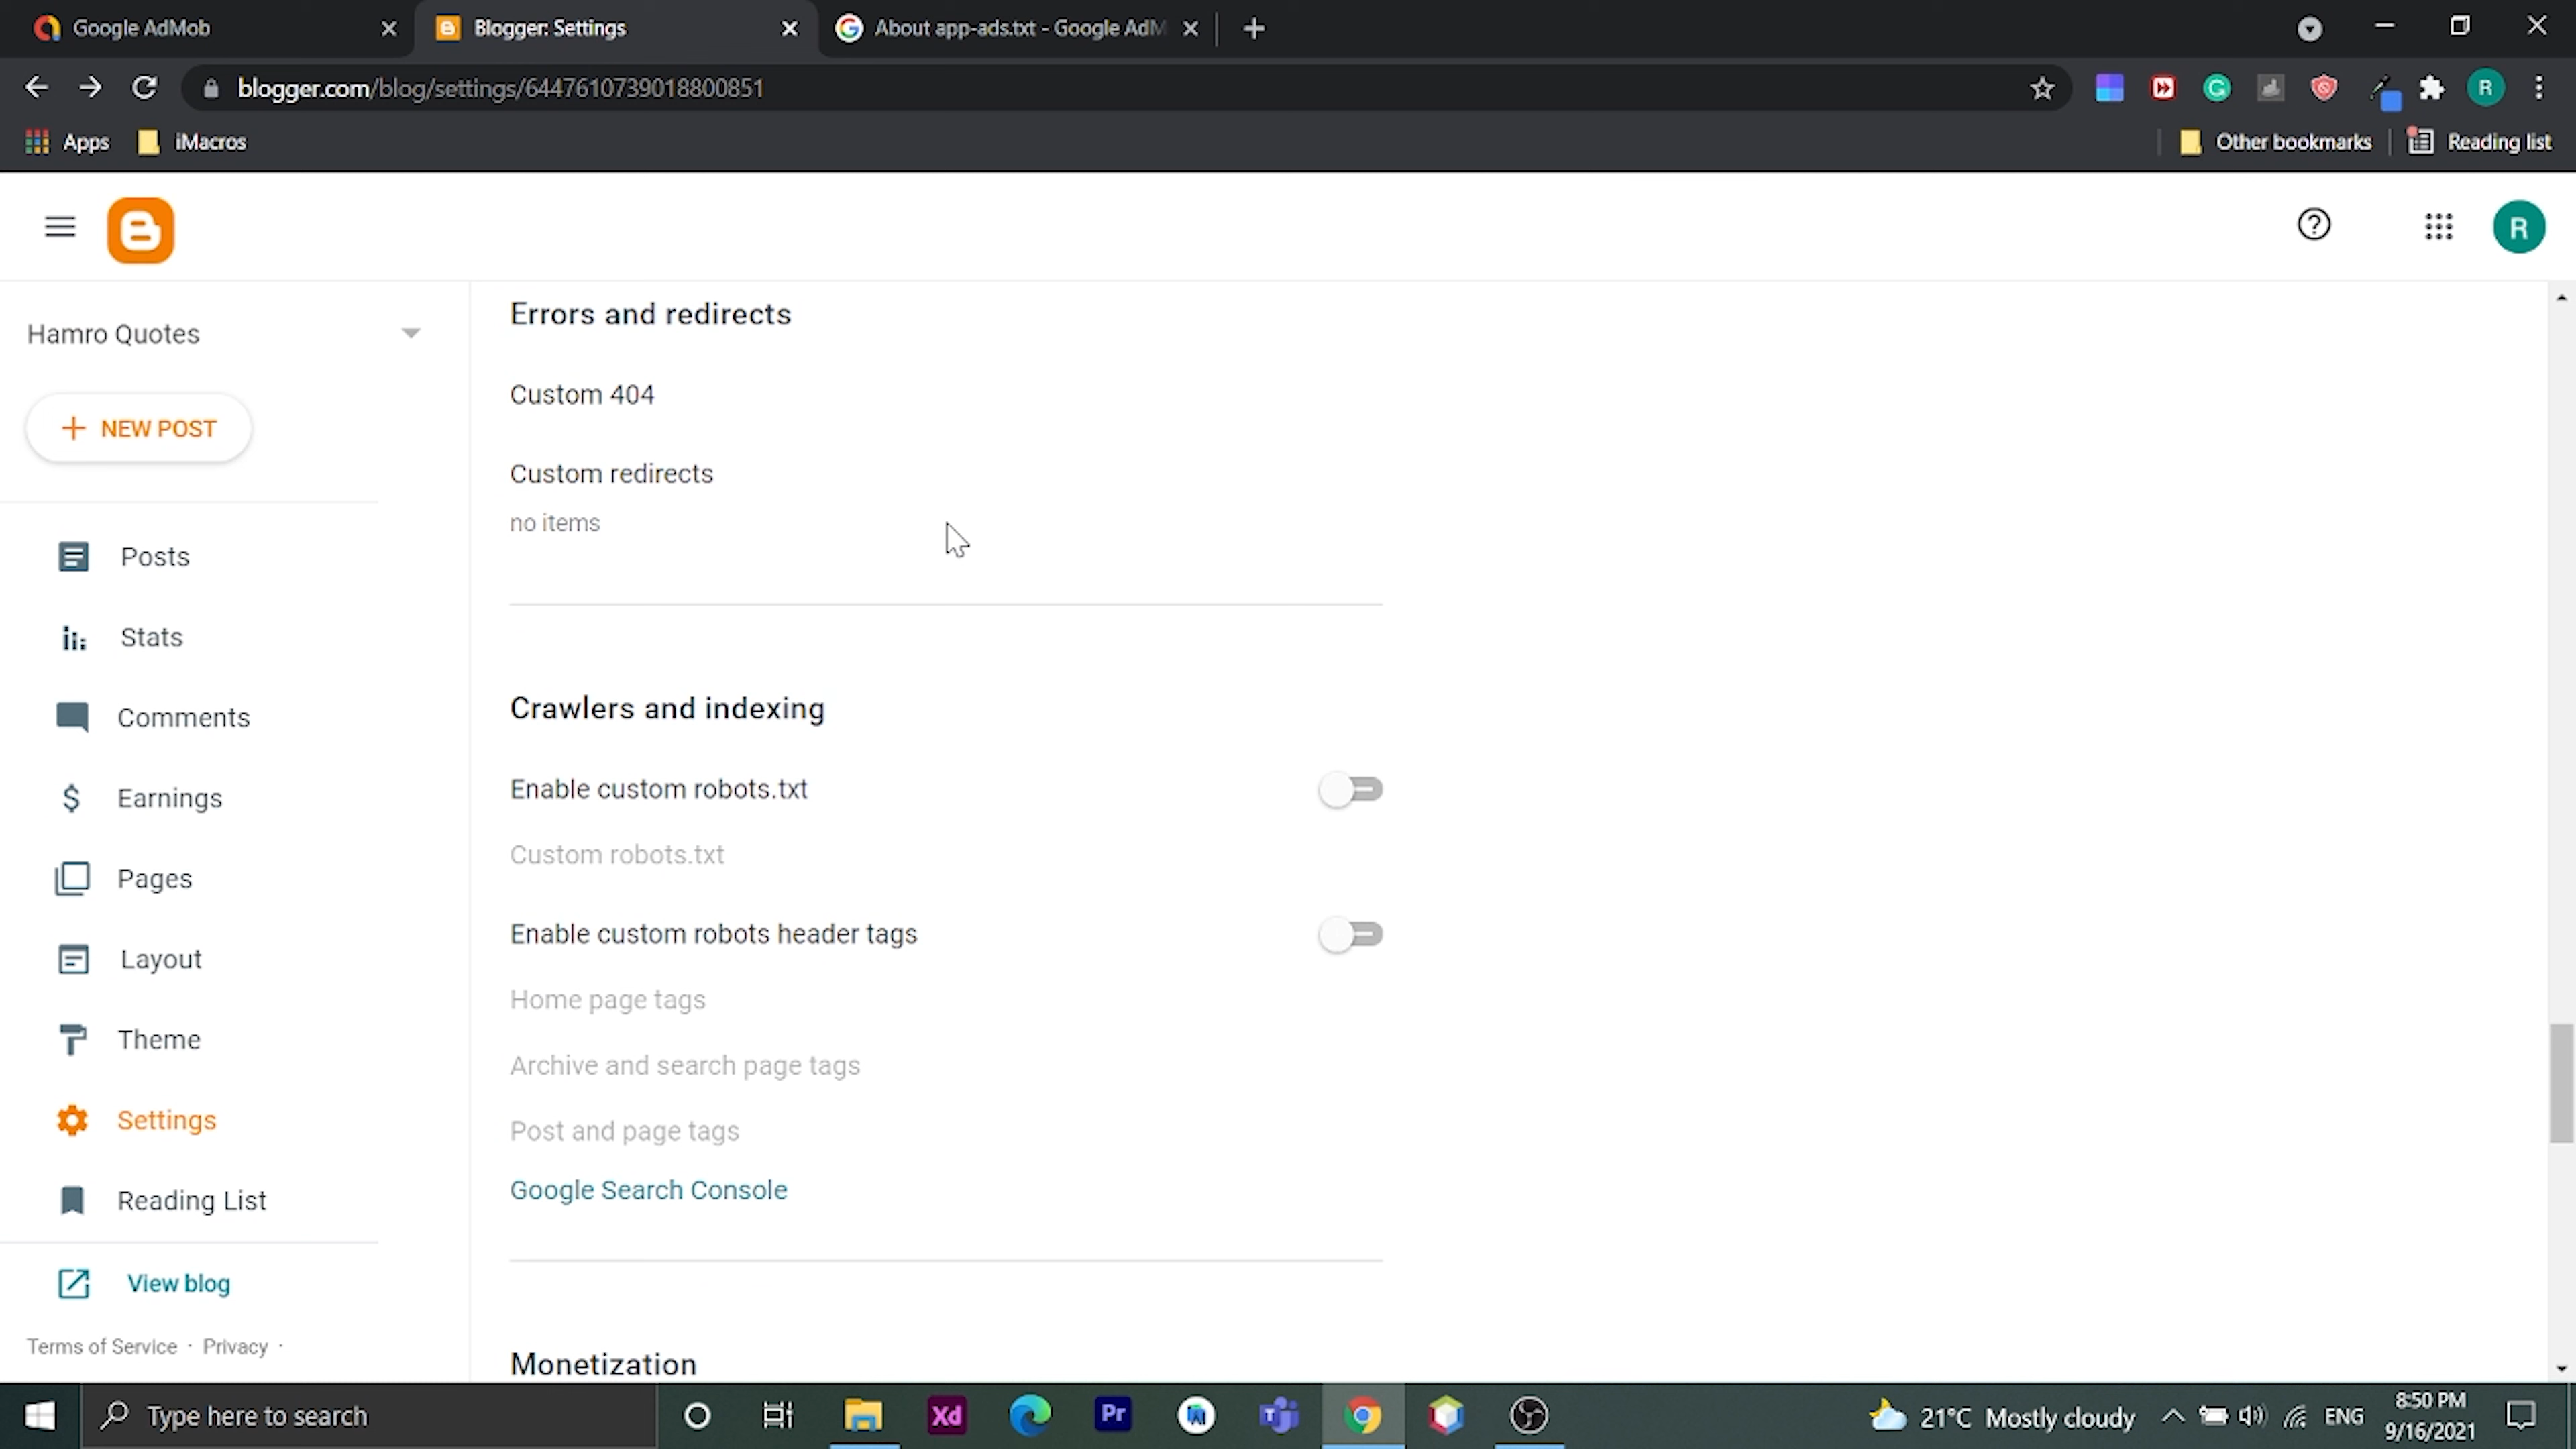 Google AdMob
Blogger: Settings
About app-ads.txt - Google AdM
blogger.com/blog/settings/6447610739018800851
R
Apps
iMacros
Other bookmarks
Reading list
R
Hamro Quotes
NEW POST
Posts
Stats
Comments
Earnings
Pages
Layout
Theme
Settings
Reading List
View blog
Terms of Service · Privacy ·
Errors and redirects
Custom 404
Custom redirects
no items
Crawlers and indexing
Enable custom robots.txt
Custom robots.txt
Enable custom robots header tags
Home page tags
Archive and search page tags
Post and page tags
Google Search Console
Monetization
Type here to search
Xd
Pr
21°C Mostly cloudy
ENG
8:50 PM
9/16/2021